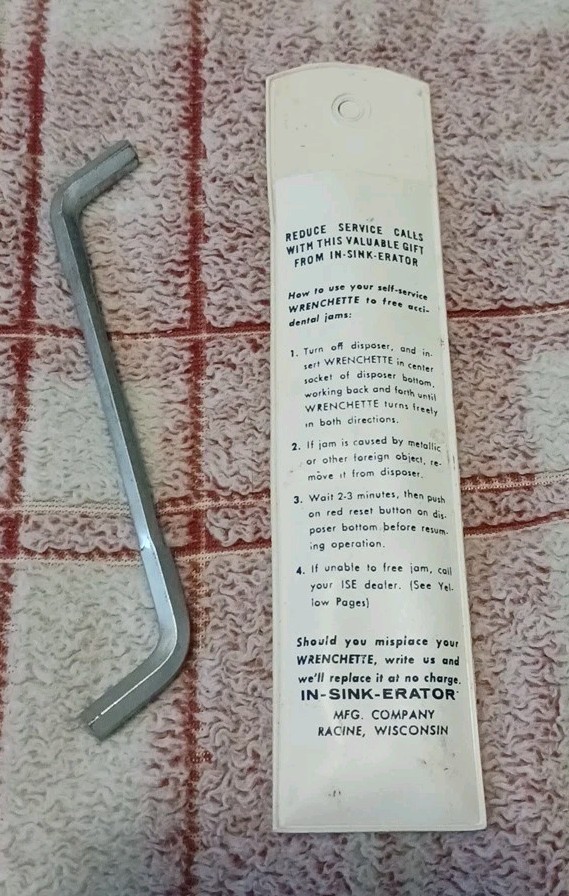 REDUCE SERVICE CALLS
WITH THIS VALUABLE GIFT
FROM IN-SINK-ERATOR
How to use your self-service
WRENCHETTE to free acci-
dental jams:
1. Turn off disposer, and in-
sert WRENCHETTE in center
socket of disposer bottom,
working back and forth until
WRENCHETTE turns freely
in both directions.
2. If jam is caused by metallic
or other foreign object, re-
move it from disposer.
3. Wait 2-3 minutes, then push
on red reset button on dis-
poser bottom before resum-
ing operation.
4. If unable to free jam, call
your ISE dealer. (See Yel-
low Pages)
Should you misplace your
WRENCHETTE, write us and
we'll replace it at no charge.
IN-SINK-ERATOR
MFG. COMPANY
RACINE, WISCONSIN